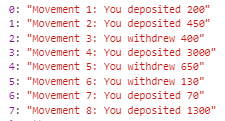 0: "Movement 1: You deposited 200"
1: "Movement 2: You deposited 450"
2: "Movement 3: You withdrew 400"
3: "Movement 4: You deposited 3000"
4: "Movement 5: You withdrew 650"
5: "Movement 6: You withdrew 130"
6: "Movement 7: You deposited 70"
7: "Movement 8: You deposited 1300"